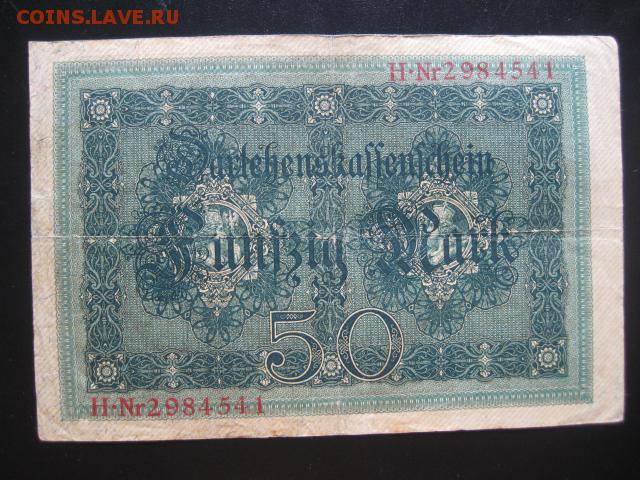 COINS.LAVE.RU
H·Nr2984541
Darlehenskassenschein
Fünfzig Mark
50
H·Nr2984541